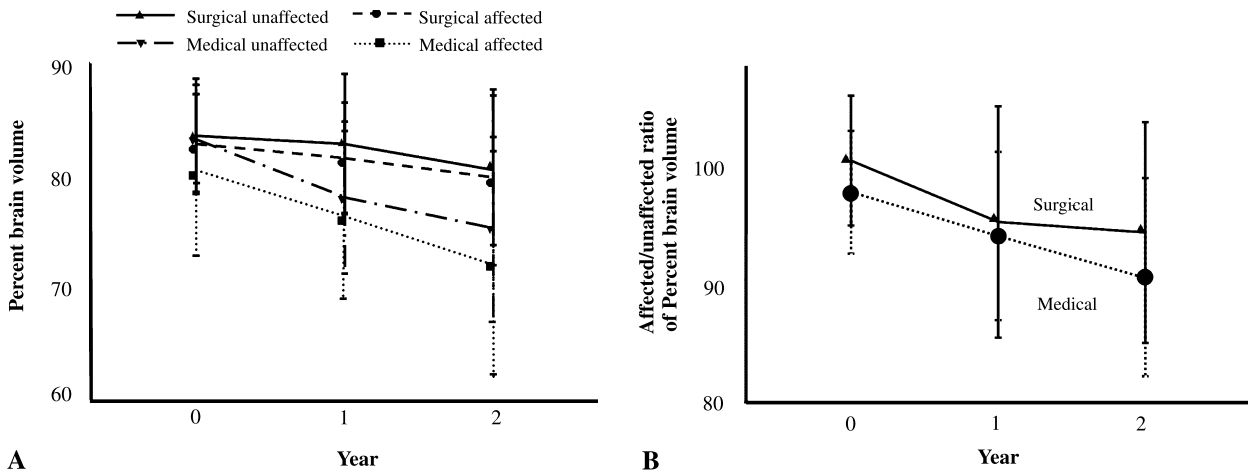 Surgical unaffected
Surgical affected
Medical unaffected
Medical affected
Percent brain volume
90
80
70
60
0
1
2
Year
A
Affected/unaffected ratio
of Percent brain volume
100
90
80
Surgical
Medical
0
1
2
Year
B